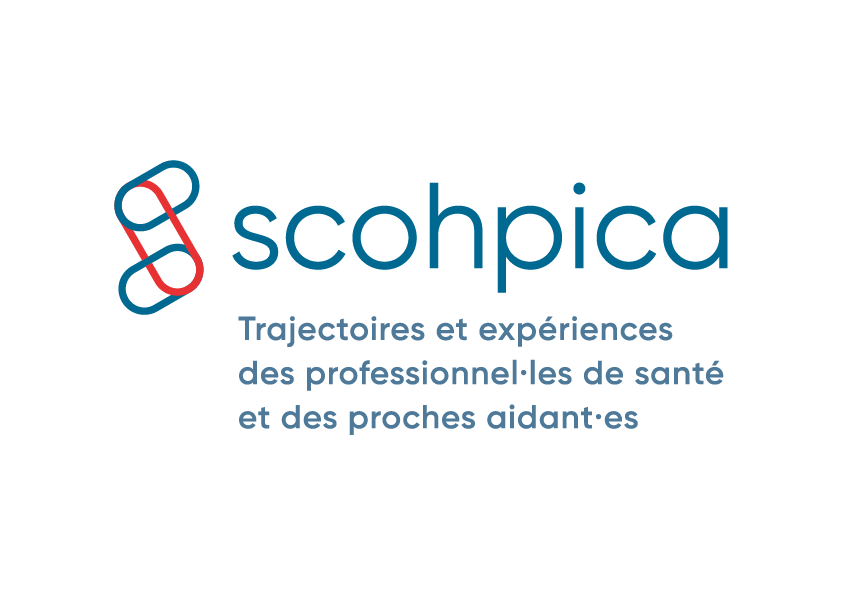 scohpica
Trajectoires et expériences
des professionnel·les de santé
et des proches aidant·es